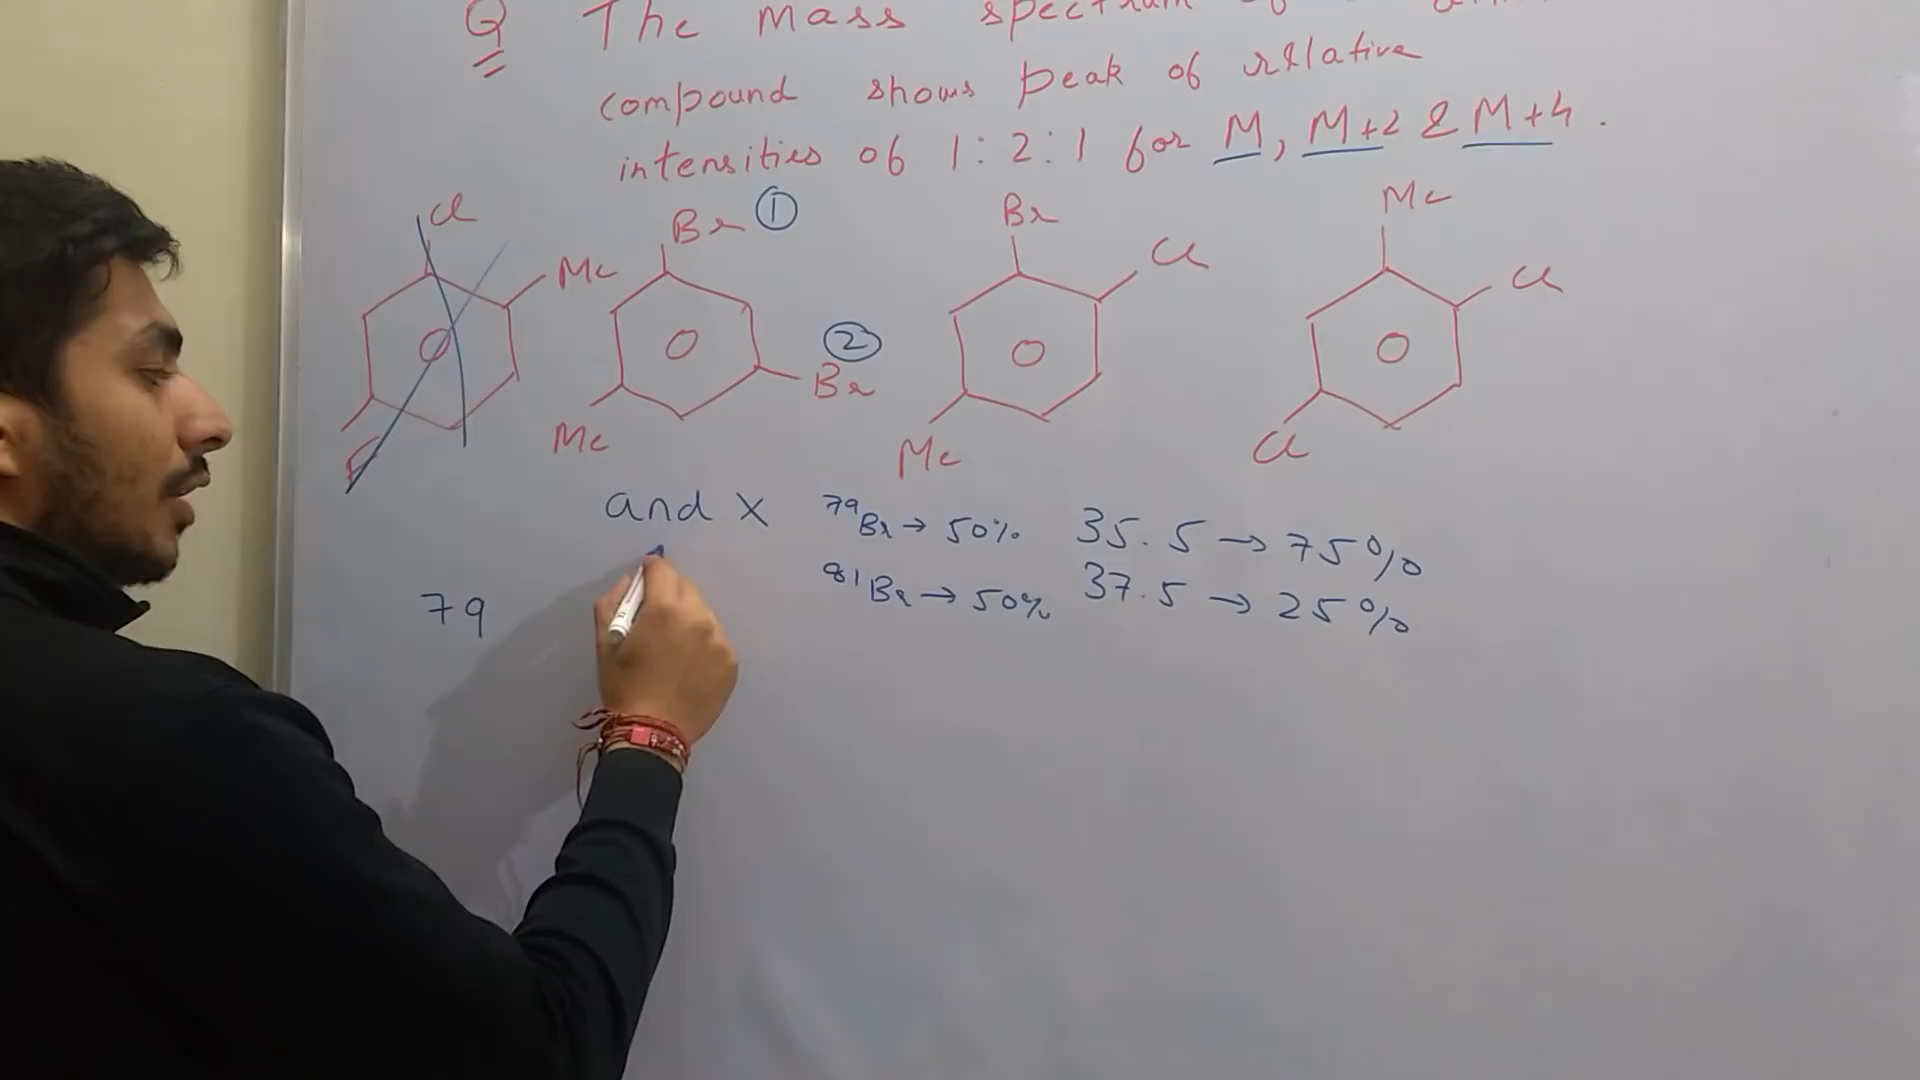 Q The mass spectrum of
compound shows peak of relative
intensities of 1:2:1 for M, M+2 & M+4.
Cl Me F
Br ① Br ② Me
Br Cl Me
Me Cl Cl
and X
⁷⁹Br → 50%
⁸¹Br → 50%
35.5 → 75%
37.5 → 25%
79